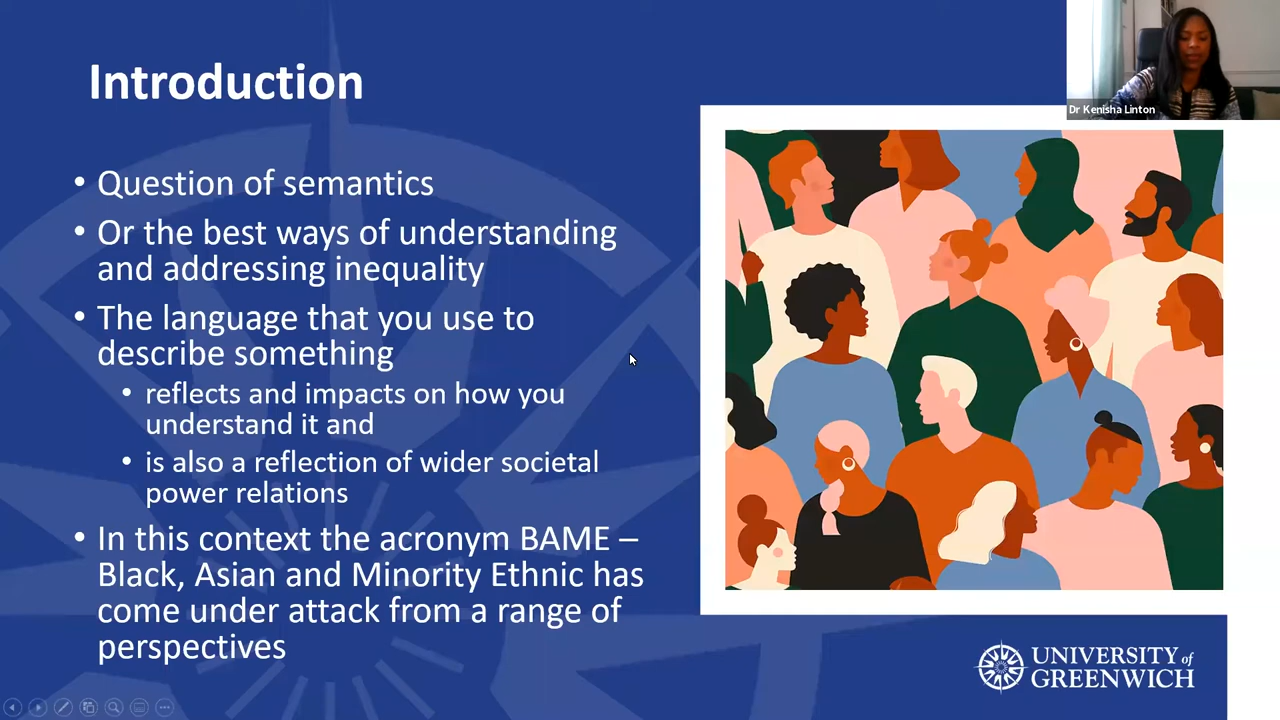 Introduction
• Question of semantics
• Or the best ways of understanding
and addressing inequality
• The language that you use to
describe something
• reflects and impacts on how you
understand it and
• is also a reflection of wider societal
power relations
• In this context the acronym BAME –
Black, Asian and Minority Ethnic has
come under attack from a range of
perspectives
Dr Kenisha Linton
UNIVERSITY of
GREENWICH